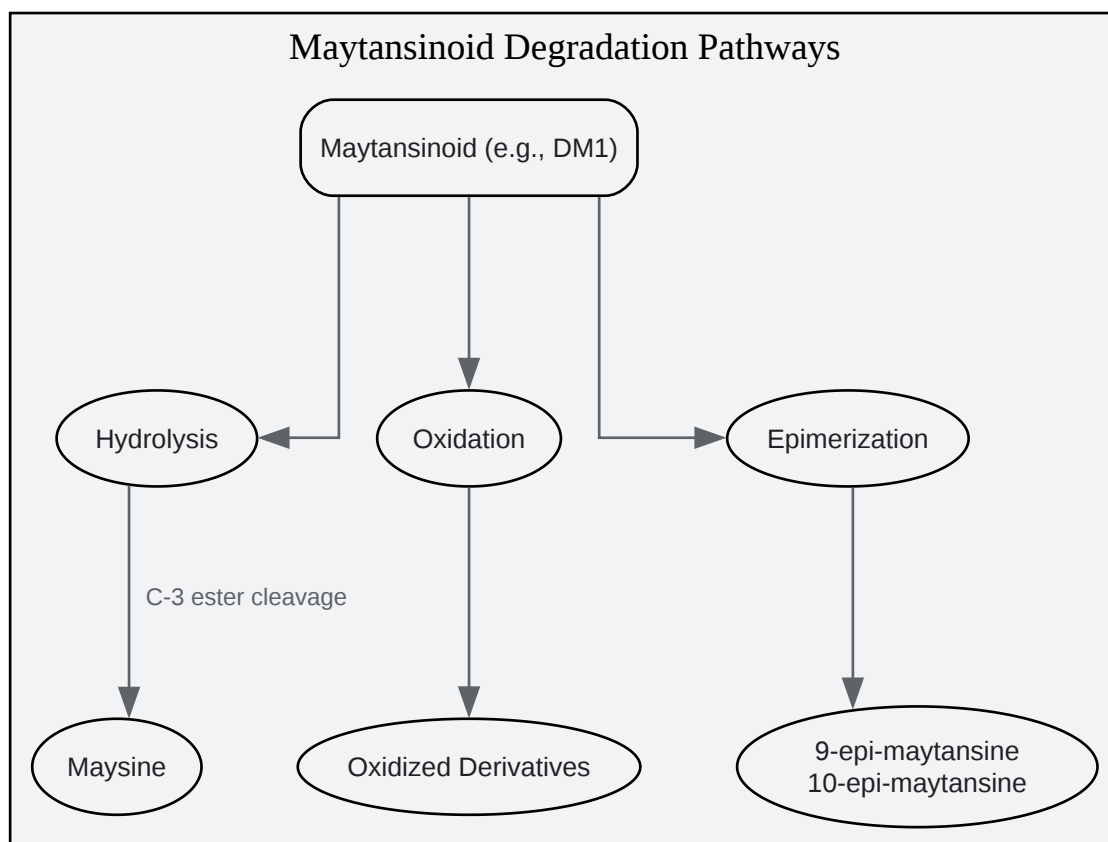 Maytansinoid Degradation Pathways
Maytansinoid (e.g., DM1)
Hydrolysis
Oxidation
Epimerization
C-3 ester cleavage
Maysine
Oxidized Derivatives
9-epi-maytansine
10-epi-maytansine